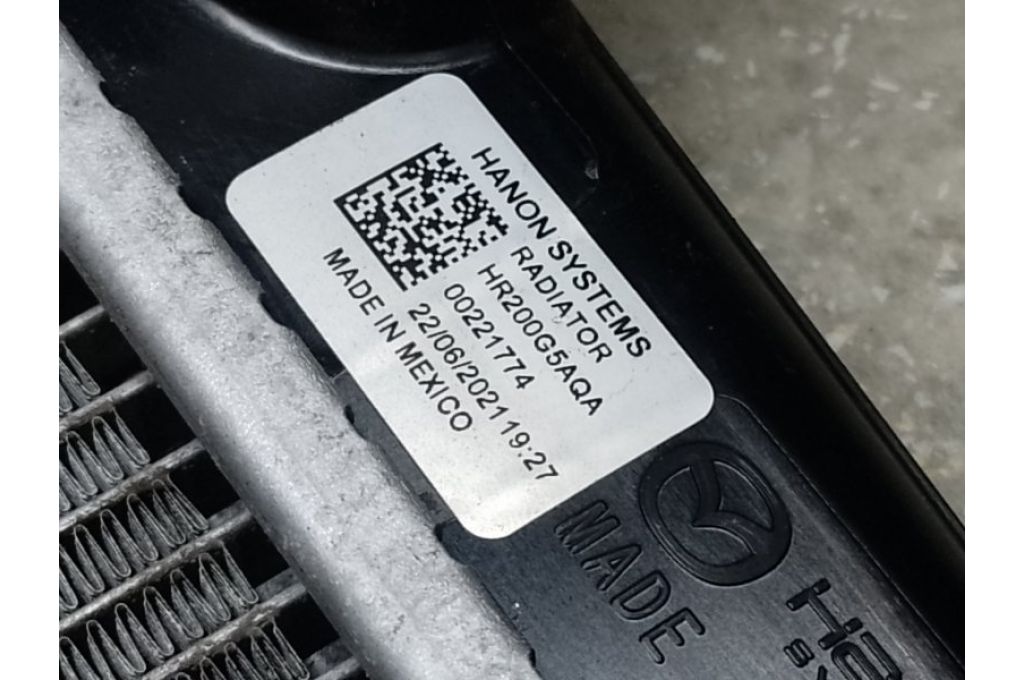 HANON SYSTEMS
RADIATOR
HR200G5AQA
00221774
22/06/2021 19:27
MADE IN MEXICO
MADE